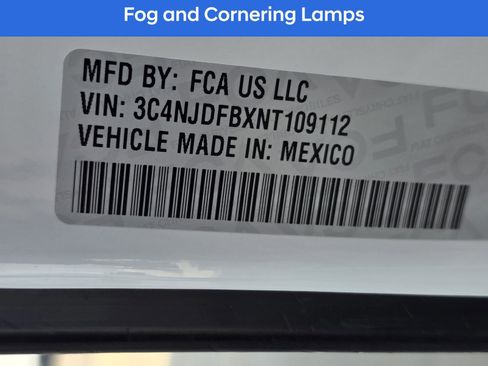 Fog and Cornering Lamps
MFD BY: FCA US LLC
VIN: 3C4NJDFBXNT109112
VEHICLE MADE IN: MEXICO